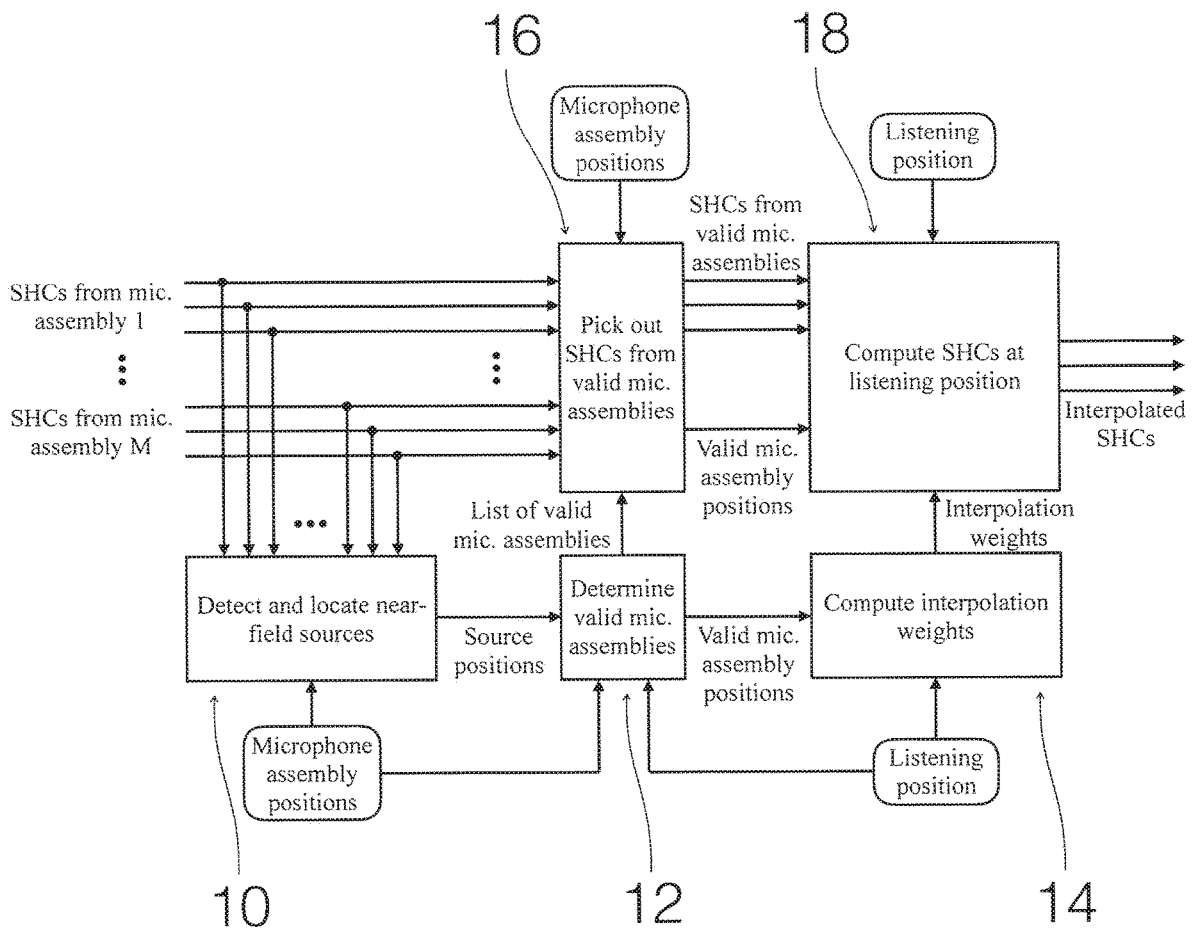 16
18
Microphone
assembly
positions
Listening
position
SHCs from
valid mic.
assemblies
SHCs from mic.
assembly 1
Pick out
SHCs from
valid mic.
assemblies
Compute SHCs at
listening position
SHCs from mic.
assembly M
Interpolated
SHCs
Valid mic.
assembly
positions
List of valid
mic. assemblies
Interpolation
weights
Detect and locate near-
field sources
Source
positions
Determine
valid mic.
assemblies
Valid mic.
assembly
positions
Compute interpolation
weights
Microphone
assembly
positions
Listening
position
10
12
14